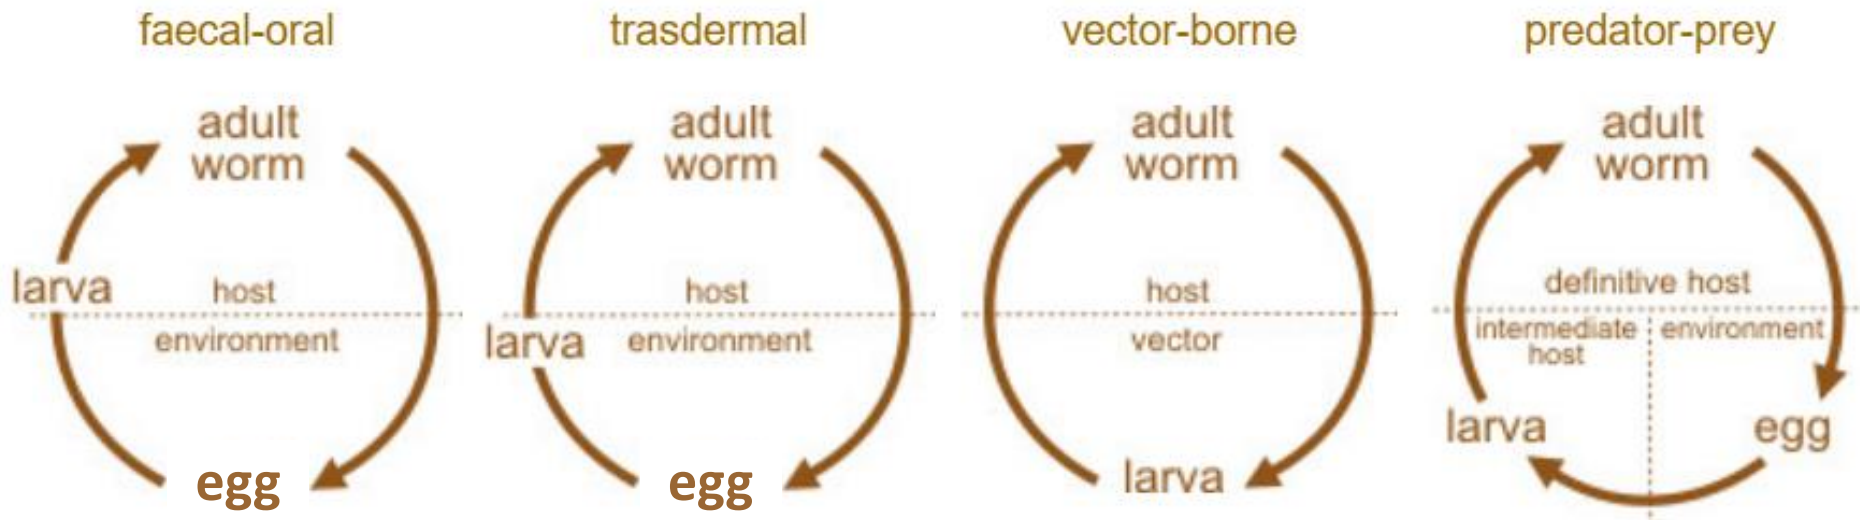 faecal-oral
adult
worm
larva
host
environment
egg
trasdermal
adult
worm
host
larva
environment
egg
vector-borne
adult
worm
host
vector
larva
predator-prey
adult
worm
definitive host
intermediate
host
environment
larva
egg